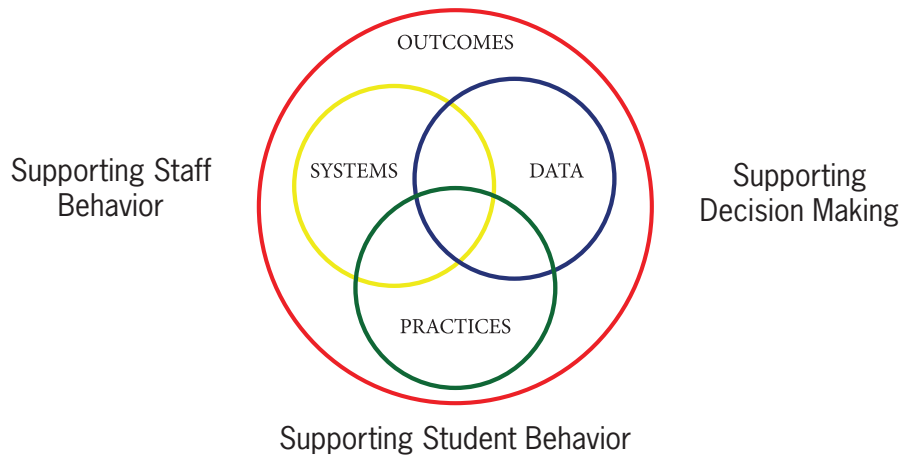 OUTCOMES
SYSTEMS
DATA
Supporting Staff
Behavior
Supporting
Decision Making
PRACTICES
Supporting Student Behavior